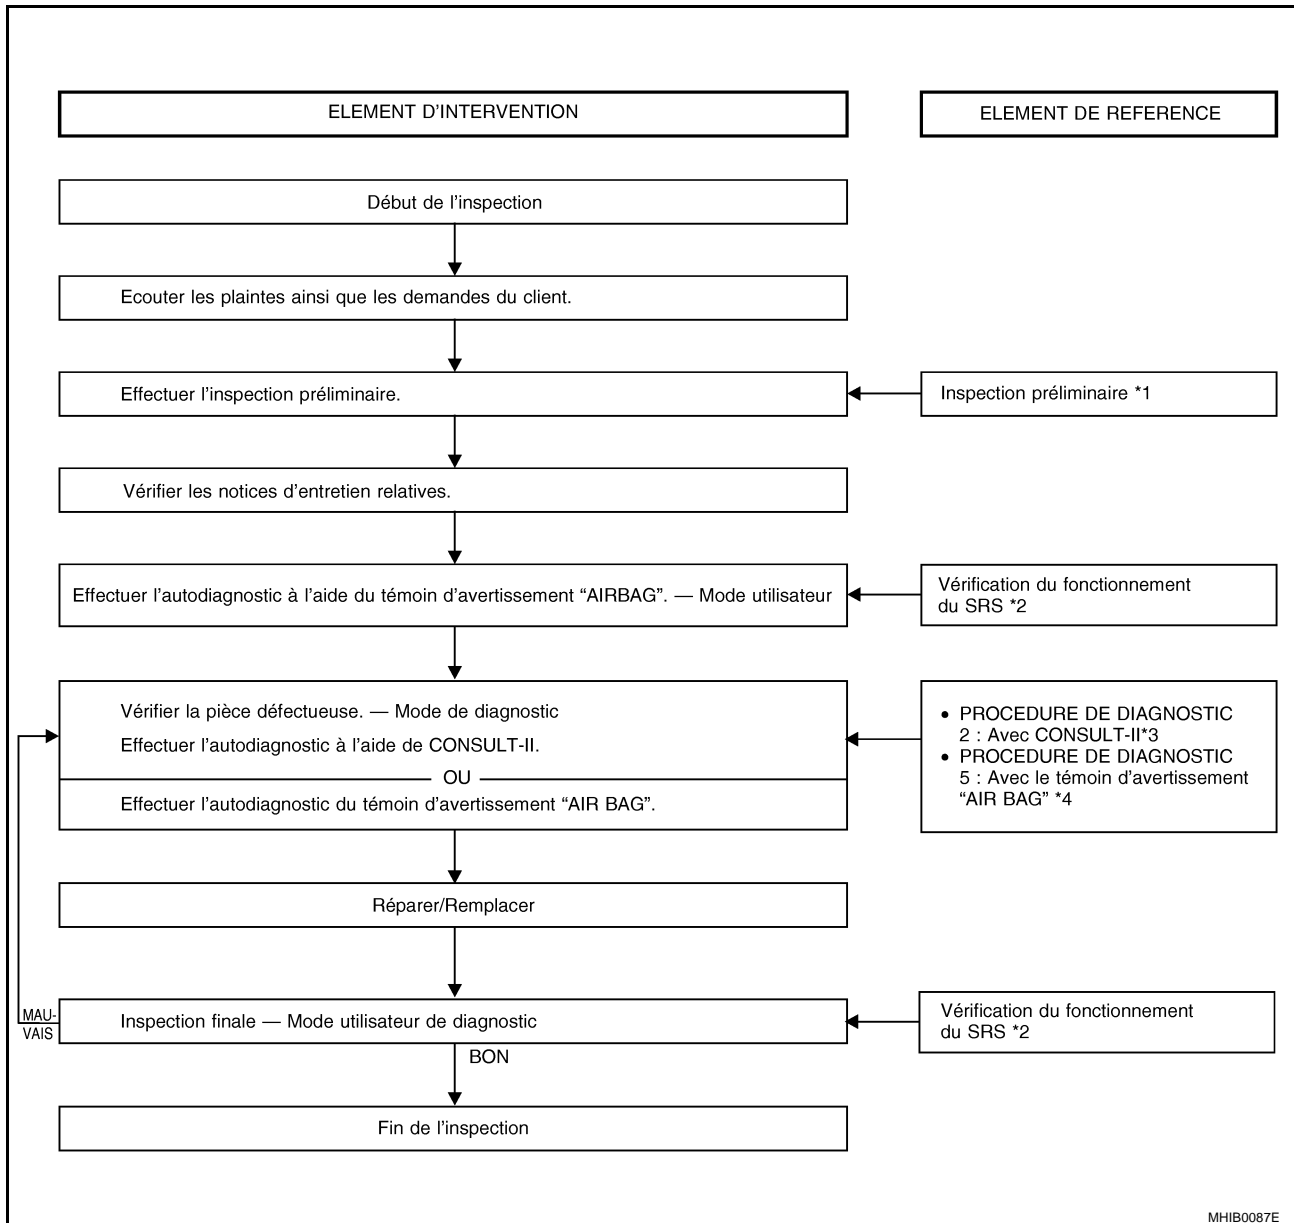 ELEMENT D'INTERVENTION
ELEMENT DE REFERENCE
Début de l'inspection
Ecouter les plaintes ainsi que les demandes du client.
Effectuer l'inspection préliminaire.
Inspection préliminaire *1
Vérifier les notices d'entretien relatives.
Effectuer l'autodiagnostic à l'aide du témoin d'avertissement “AIRBAG”. — Mode utilisateur
Vérification du fonctionnement
du SRS *2
Vérifier la pièce défectueuse. — Mode de diagnostic
Effectuer l'autodiagnostic à l'aide de CONSULT-II.
OU
Effectuer l'autodiagnostic du témoin d'avertissement “AIR BAG”.
• PROCEDURE DE DIAGNOSTIC
2 : Avec CONSULT-II*3
• PROCEDURE DE DIAGNOSTIC
5 : Avec le témoin d'avertissement
“AIR BAG” *4
Réparer/Remplacer
MAU-
VAIS
Inspection finale — Mode utilisateur de diagnostic
Vérification du fonctionnement
du SRS *2
BON
Fin de l'inspection
MHIB0087E